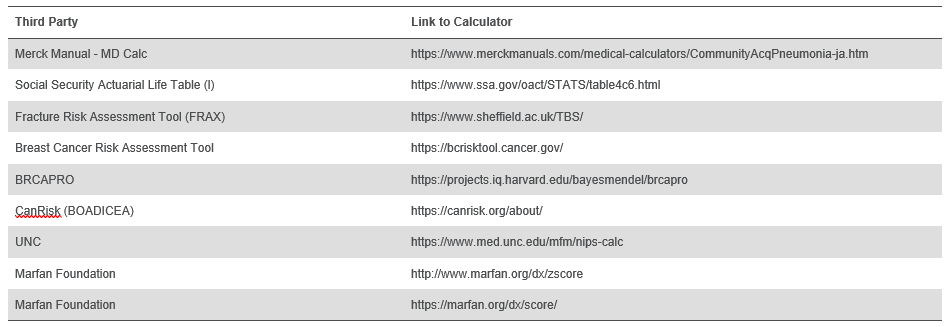 Third Party Link to Calculator
Merck Manual - MD Calc https://www.merckmanuals.com/medical-calculators/CommunityAcqPneumonia-ja.htm
Social Security Actuarial Life Table (l) https://www.ssa.gov/oact/STATS/table4c6.html
Fracture Risk Assessment Tool (FRAX) https://www.sheffield.ac.uk/TBS/
Breast Cancer Risk Assessment Tool https://bcrisktool.cancer.gov/
BRCAPRO https://projects.iq.harvard.edu/bayesmendel/brcapro
CanRisk (BOADICEA) https://canrisk.org/about/
UNC https://www.med.unc.edu/mfm/nips-calc
Marfan Foundation http://www.marfan.org/dx/zscore
Marfan Foundation https://marfan.org/dx/score/